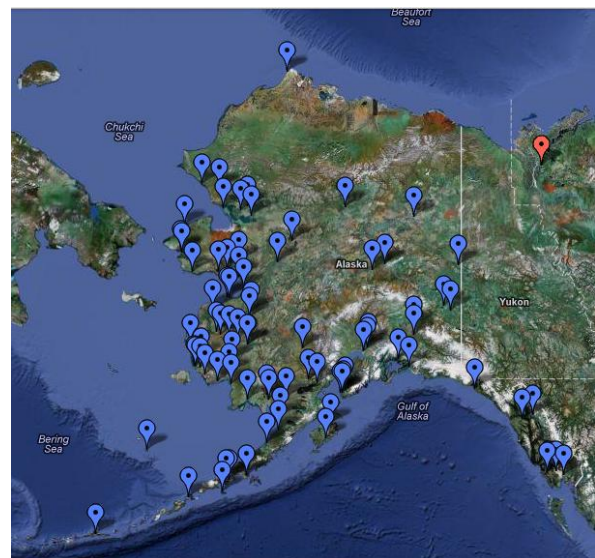 Beaufort
Sea
Chukchi
Sea
Alaska
Yukon
Gulf of
Alaska
Bering
Sea